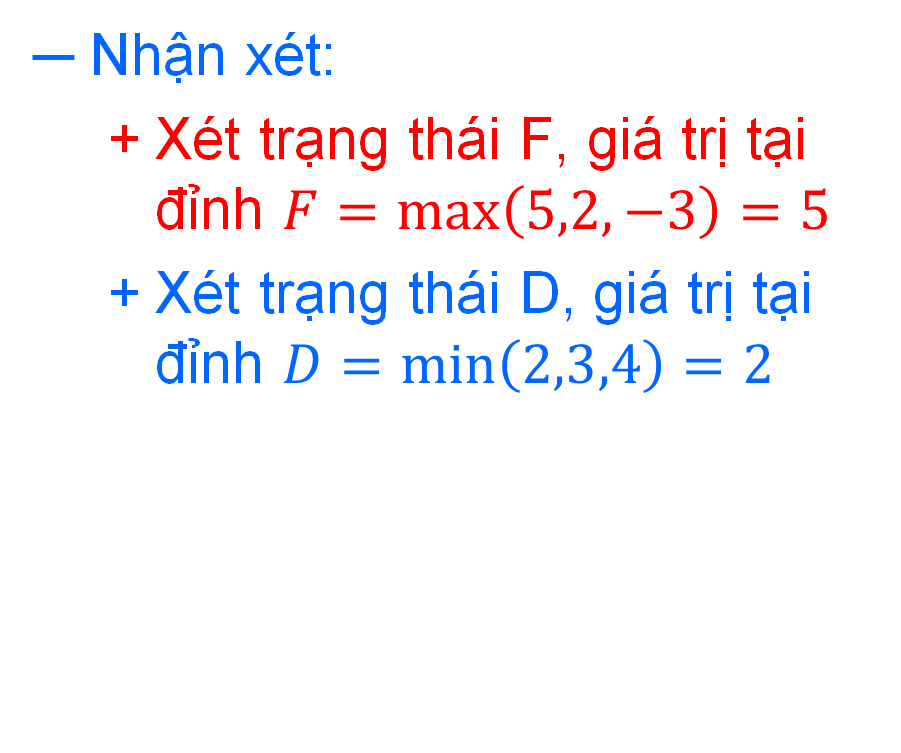 — Nhận xét:
+ Xét trạng thái F, giá trị tại
đỉnh F = max(5,2, −3) = 5
+ Xét trạng thái D, giá trị tại
đỉnh D = min(2,3,4) = 2